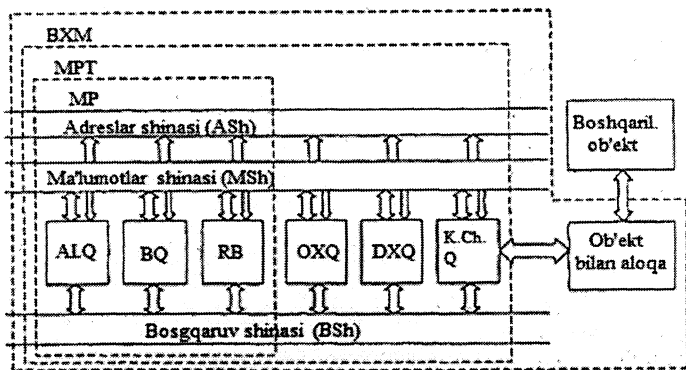 BXM
MPT
MP
Adreslar shinasi (ASh)
Ma'lumotlar shinasi (MSh)
ALQ
BQ
RB
OXQ
DXQ
K.Ch.
Q
Bosgqaruv shinasi (BSh)
Boshqaril.
ob'ekt
Ob'ekt
bilan aloqa